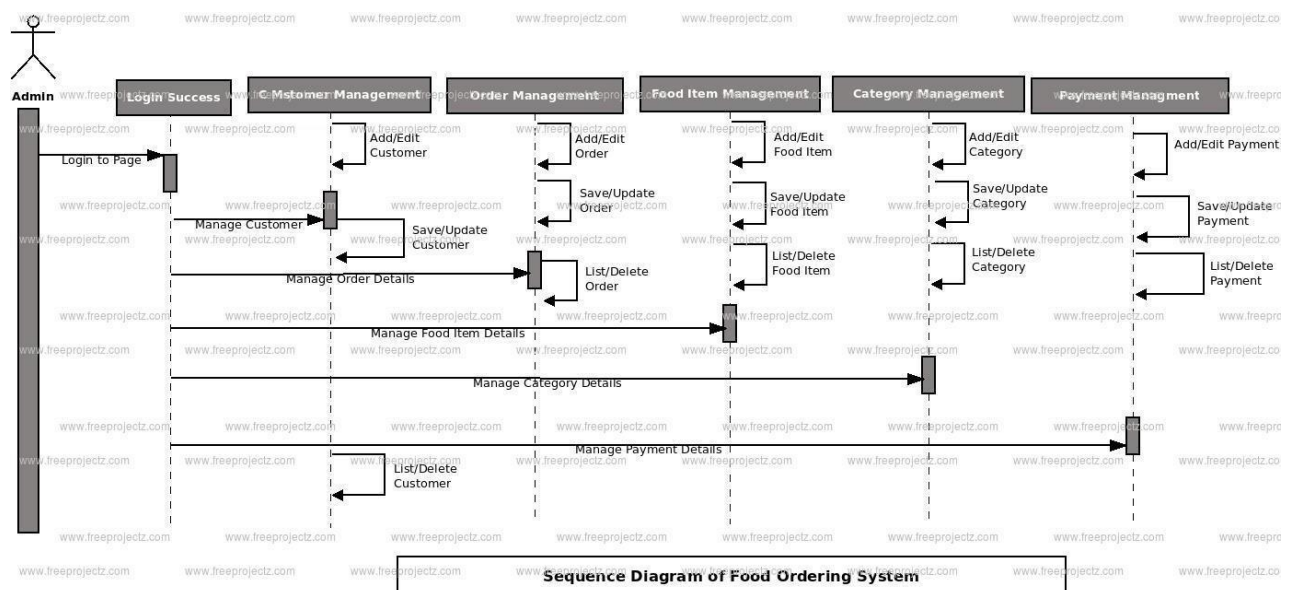 Admin
Login Success
C Mstomer Management
Order Management
Food Item Management
Category Management
Payment Managment
Login to Page
Add/Edit
Customer
Add/Edit
Order
Add/Edit
Food Item
Add/Edit
Category
Add/Edit Payment
Manage Customer
Save/Update
Customer
Save/Update
Order
Save/Update
Food Item
Save/Update
Category
Save/Update
Payment
Manage Order Details
List/Delete
Order
List/Delete
Food Item
List/Delete
Category
List/Delete
Payment
Manage Food Item Details
Manage Category Details
Manage Payment Details
List/Delete
Customer
Sequence Diagram of Food Ordering System
www.freeprojectz.com